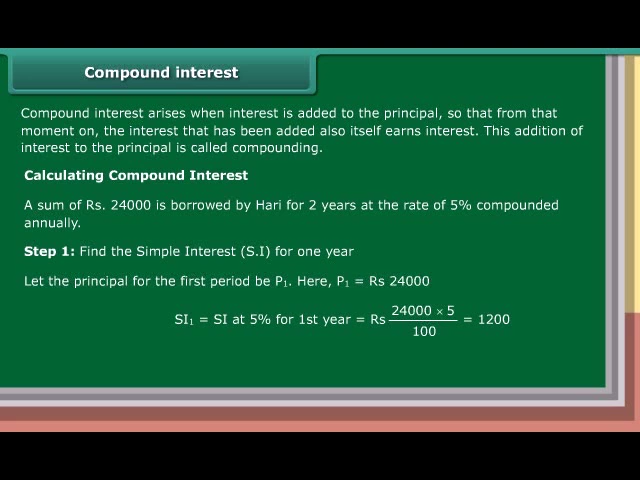 Compound interest
Compound interest arises when interest is added to the principal, so that from that
moment on, the interest that has been added also itself earns interest. This addition of
interest to the principal is called compounding.
Calculating Compound Interest
A sum of Rs. 24000 is borrowed by Hari for 2 years at the rate of 5% compounded
annually.
Step 1: Find the Simple Interest (S.I) for one year
Let the principal for the first period be P₁. Here, P₁ = Rs 24000
SI₁ = SI at 5% for 1st year = Rs 24000 × 5 / 100 = 1200